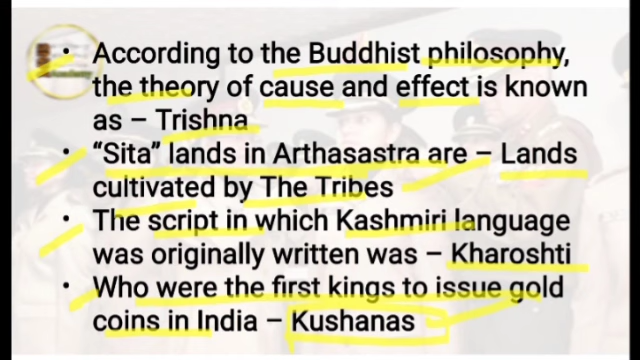 • According to the Buddhist philosophy,
the theory of cause and effect is known
as – Trishna
• “Sita” lands in Arthasastra are – Lands
cultivated by The Tribes
• The script in which Kashmiri language
was originally written was – Kharoshti
• Who were the first kings to issue gold
coins in India – Kushanas